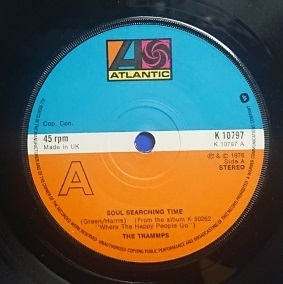 ATLANTIC
Cop. Con.
45 rpm
Made in UK
K 10797
K 10797 A
℗ & © 1976
Side A
STEREO
A
SOUL SEARCHING TIME
(Green/Harris) (From the album K 50262
"Where The Happy People Go")
THE TRAMMPS